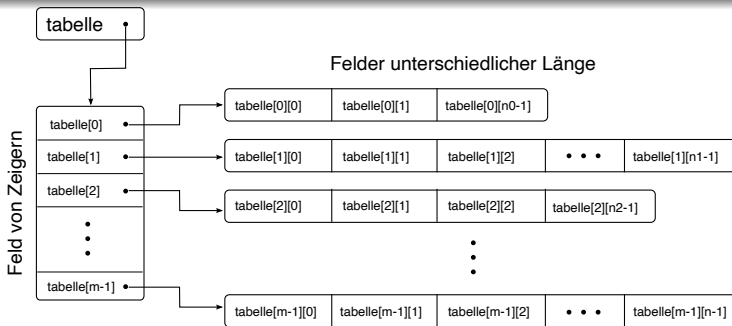 tabelle
Felder unterschiedlicher Länge
Feld von Zeigern
tabelle[0]
tabelle[0][0] tabelle[0][1] tabelle[0][n0-1]
tabelle[1]
tabelle[1][0] tabelle[1][1] tabelle[1][2] • • • tabelle[1][n1-1]
tabelle[2]
tabelle[2][0] tabelle[2][1] tabelle[2][2] tabelle[2][n2-1]
tabelle[m-1]
tabelle[m-1][0] tabelle[m-1][1] tabelle[m-1][2] • • • tabelle[m-1][n-1]